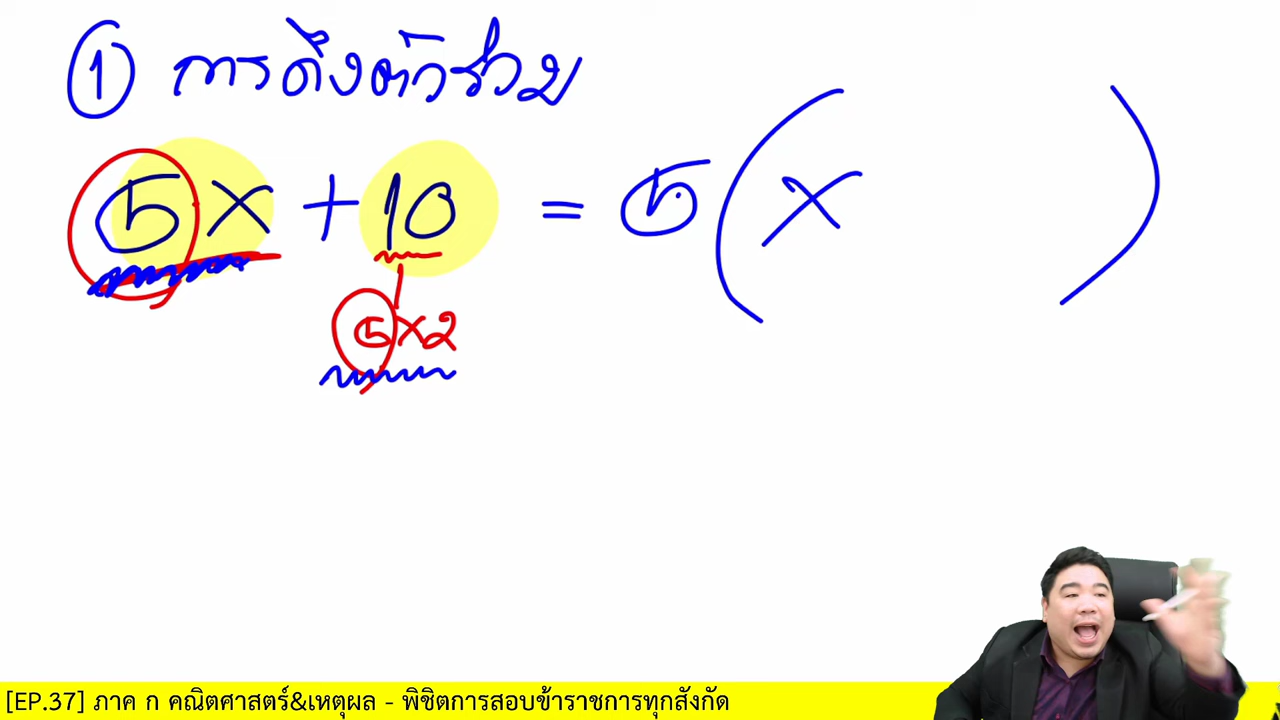 ① การดึงตัวร่วม
5x + 10 = 5 ( x )
5×2
[EP.37] ภาค ก คณิตศาสตร์&เหตุผล - พิชิตการสอบข้าราชการทุกสังกัด